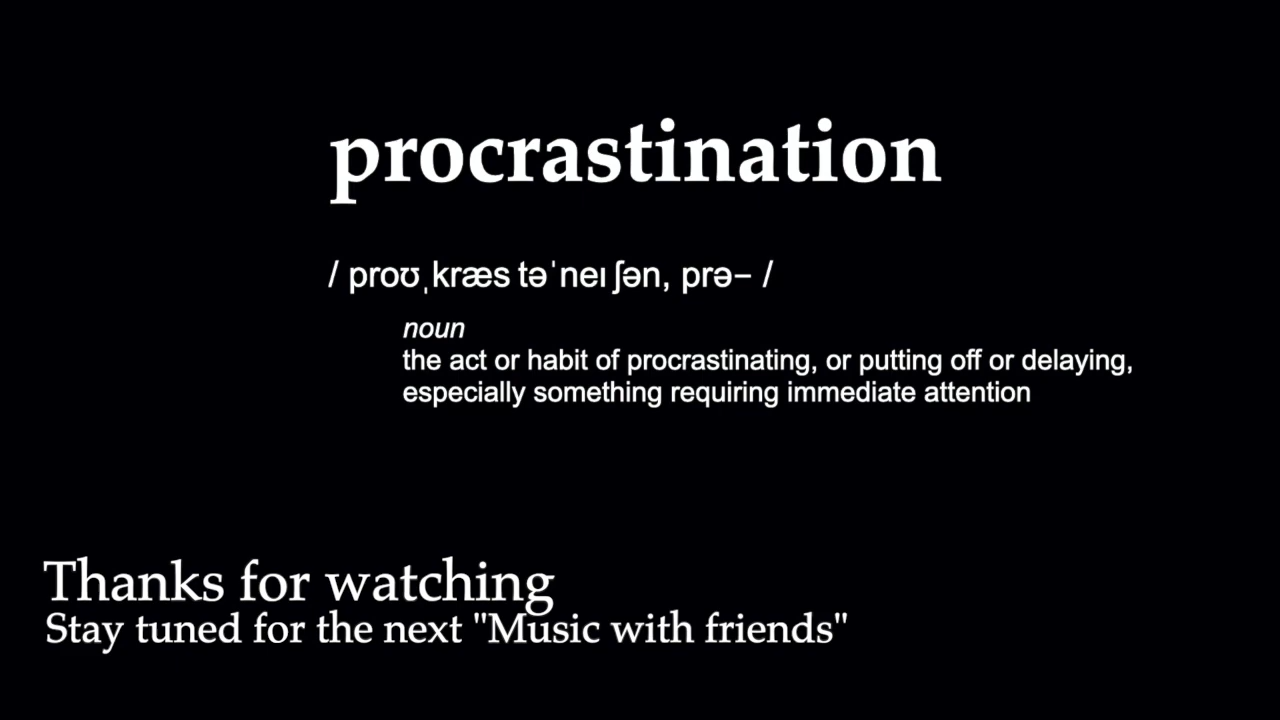 procrastination
/ proʊˌkræs təˈneɪ ʃən, prə– /
noun
the act or habit of procrastinating, or putting off or delaying,
especially something requiring immediate attention
Thanks for watching
Stay tuned for the next "Music with friends"